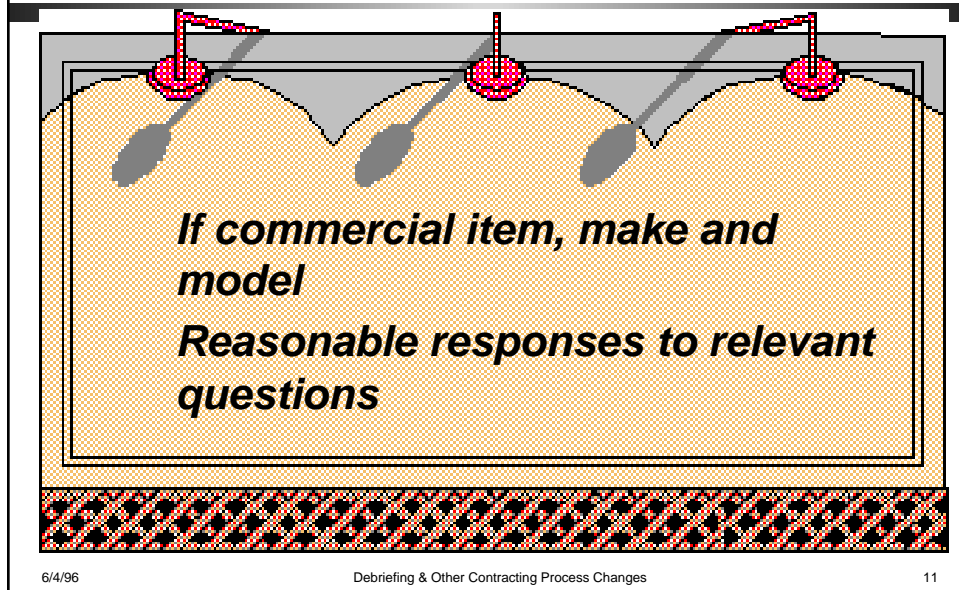 If commercial item, make and
model
Reasonable responses to relevant
questions
6/4/96 Debriefing & Other Contracting Process Changes 11